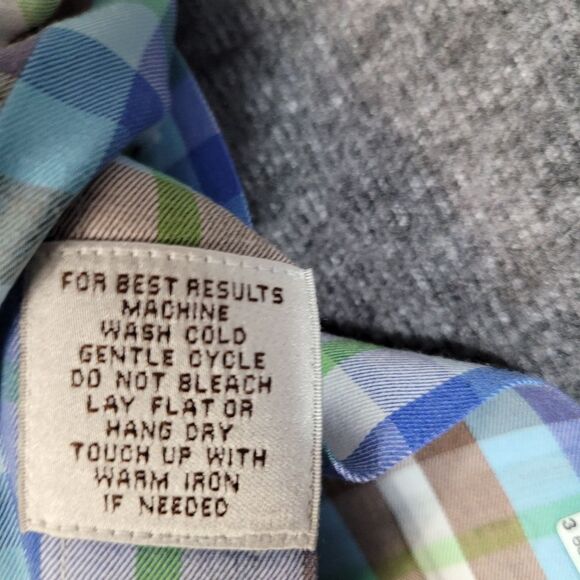 FOR BEST RESULTS
MACHINE
WASH COLD
GENTLE CYCLE
DO NOT BLEACH
LAY FLAT OR
HANG DRY
TOUCH UP WITH
WARM IRON
IF NEEDED